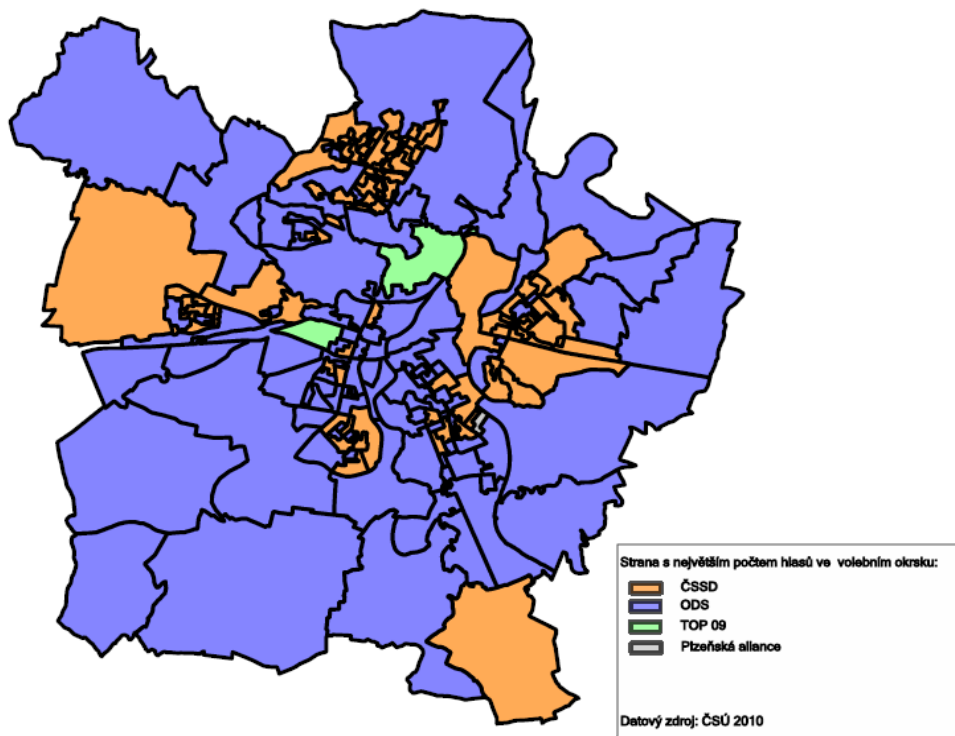 Strana s největším počtem hlasů ve volebním okrsku:
ČSSD
ODS
TOP 09
Plzeňská aliance
Datový zdroj: ČSÚ 2010